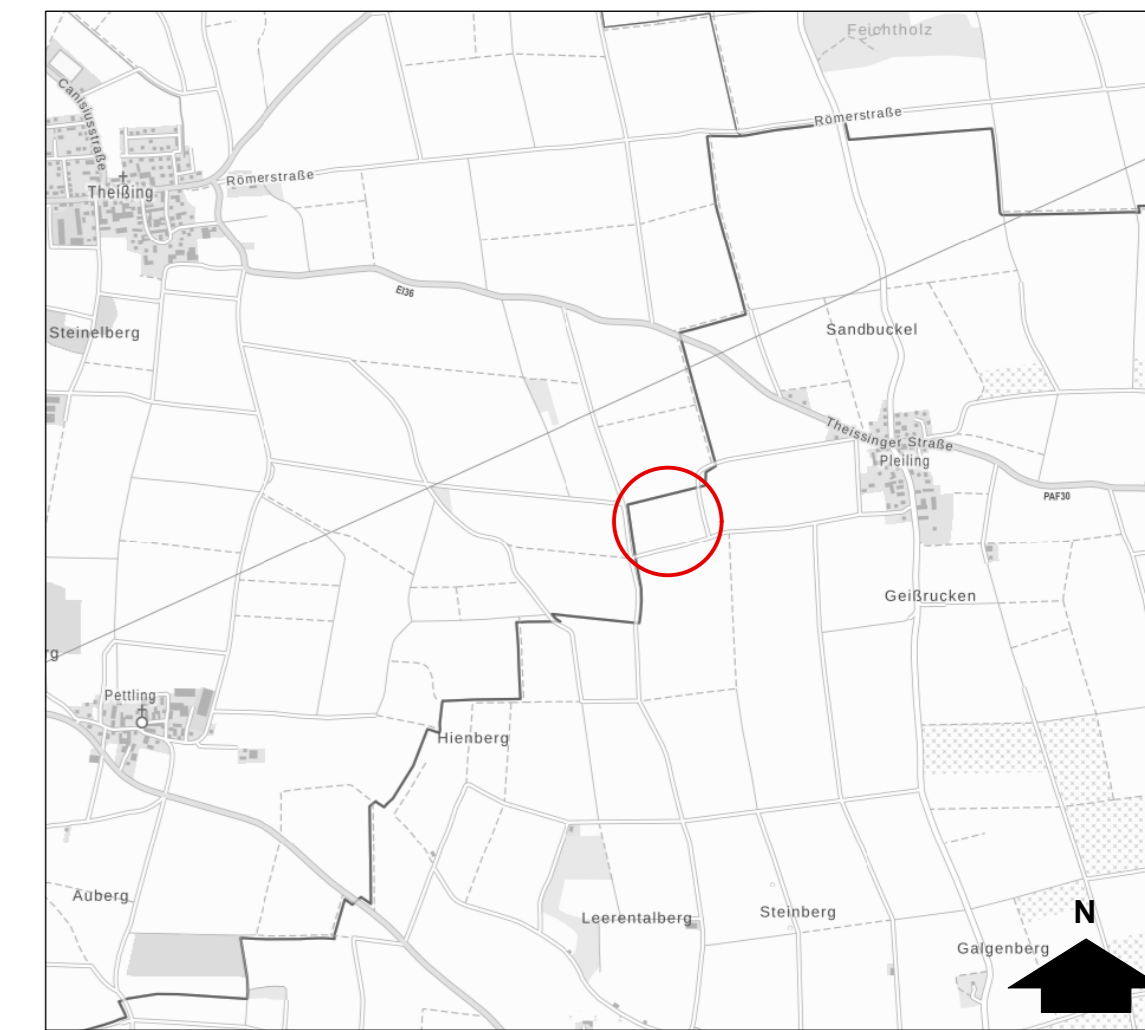 Feichtholz
Canisiusstraße
Römerstraße
Theißing
Römerstraße
EI36
Steinelberg
Sandbuckel
Theissinger Straße
Pleiling
PAF30
Geißrucken
rg
Pettling
Hienberg
Auberg
Leerentalberg
Steinberg
N
Galgenberg